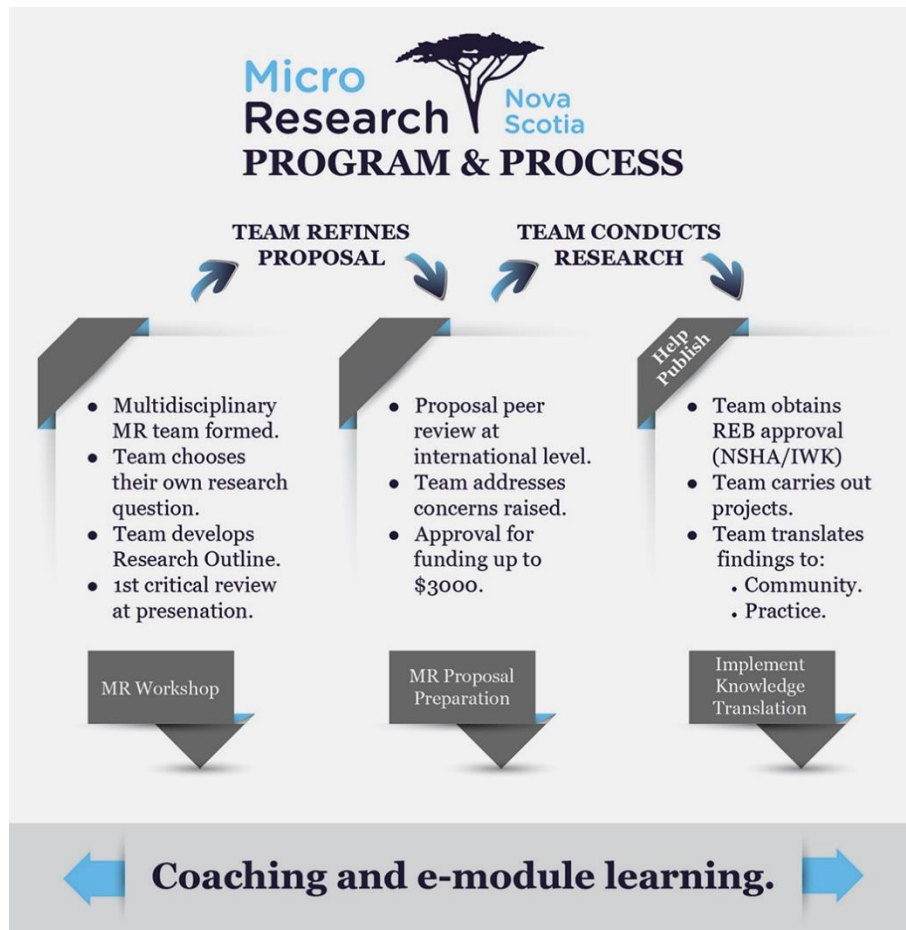 Micro
Research
Nova
Scotia
PROGRAM & PROCESS
TEAM REFINES
PROPOSAL
TEAM CONDUCTS
RESEARCH
● Multidisciplinary
MR team formed.
● Team chooses
their own research
question.
● Team develops
Research Outline.
● 1st critical review
at presenation.
MR Workshop
● Proposal peer
review at
international level.
● Team addresses
concerns raised.
● Approval for
funding up to
$3000.
MR Proposal
Preparation
Help
Publish
● Team obtains
REB approval
(NSHA/IWK)
● Team carries out
projects.
● Team translates
findings to:
. Community.
. Practice.
Implement
Knowledge
Translation
Coaching and e-module learning.